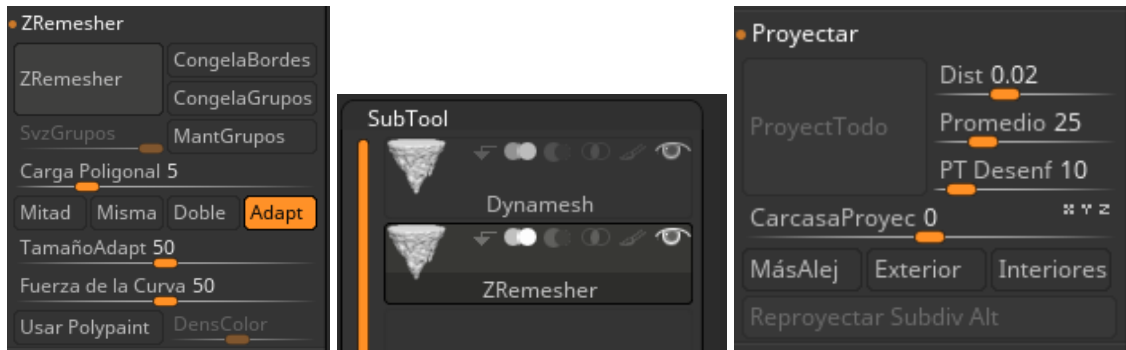 ZRemesher
ZRemesher
CongelaBordes
CongelaGrupos
SvzGrupos
MantGrupos
Carga Poligonal 5
Mitad Misma Doble Adapt
TamañoAdapt 50
Fuerza de la Curva 50
Usar Polypaint DensColor
SubTool
Dynamesh
ZRemesher
Proyectar
ProyectTodo
Dist 0.02
Promedio 25
PT Desenf 10
CarcasaProyec 0 X Y Z
MásAlej Exterior Interiores
Reproyectar Subdiv Alt